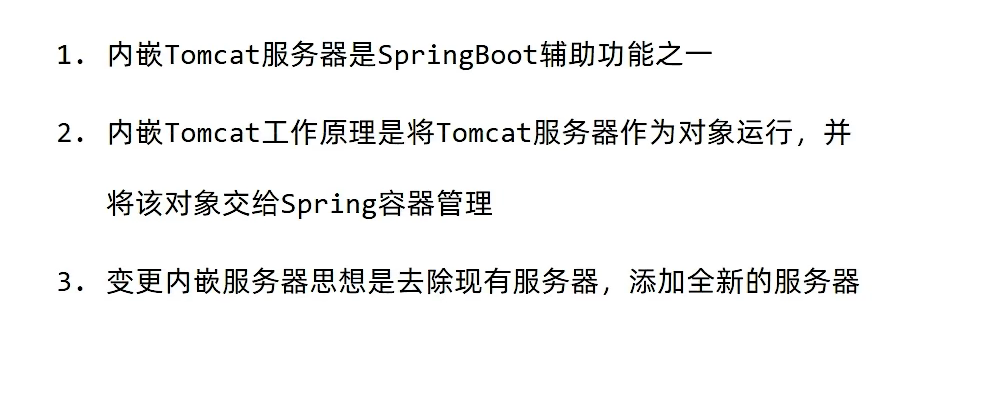 1. 内嵌Tomcat服务器是SpringBoot辅助功能之一
2. 内嵌Tomcat工作原理是将Tomcat服务器作为对象运行，并
将该对象交给Spring容器管理
3. 变更内嵌服务器思想是去除现有服务器，添加全新的服务器